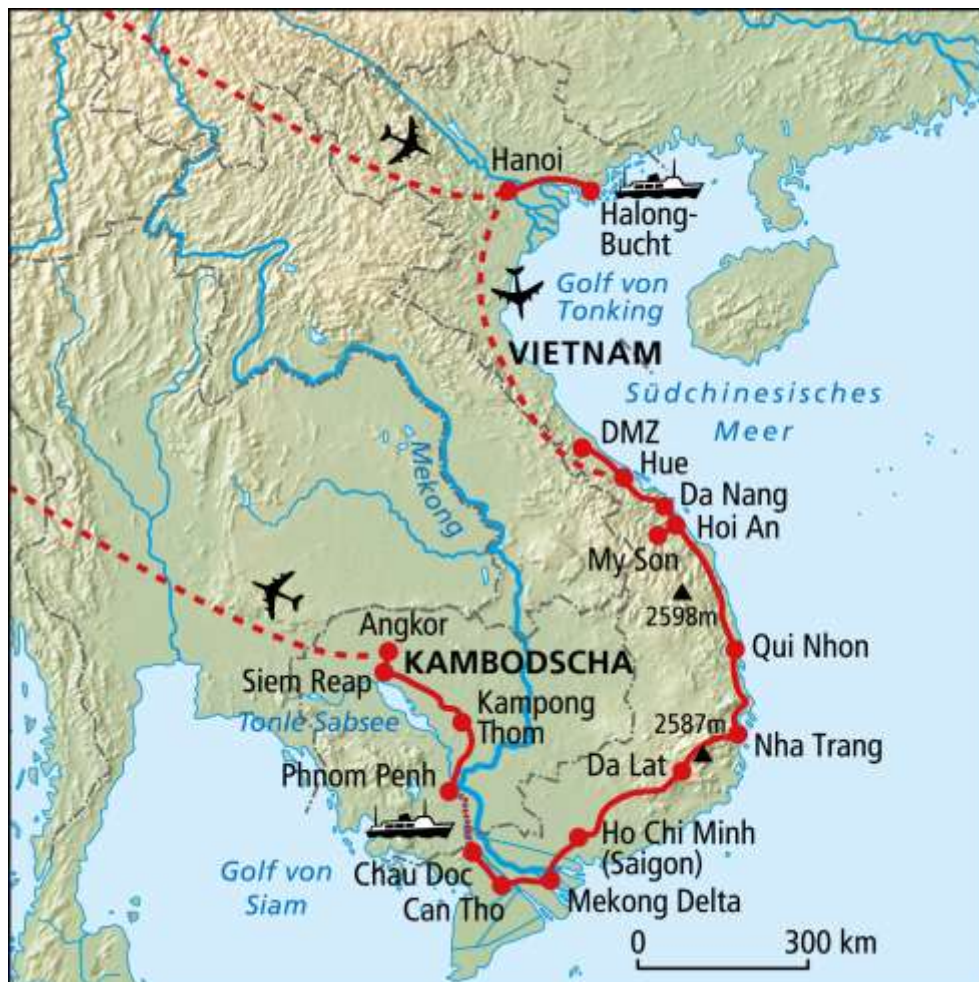 Hanoi
Halong-
Bucht
Golf von
Tonking
VIETNAM
Südchinesisches
Meer
DMZ
Hue
Mekong
Da Nang
Hoi An
My Son
2598m
Angkor
KAMBODSCHA
Qui Nhon
Siem Reap
Kampong
Thom
Tonle Sabsee
2587m
Nha Trang
Phnom Penh
Da Lat
Ho Chi Minh
(Saigon)
Golf von
Siam
Chau Doc
Can Tho
Mekong Delta
0 300 km